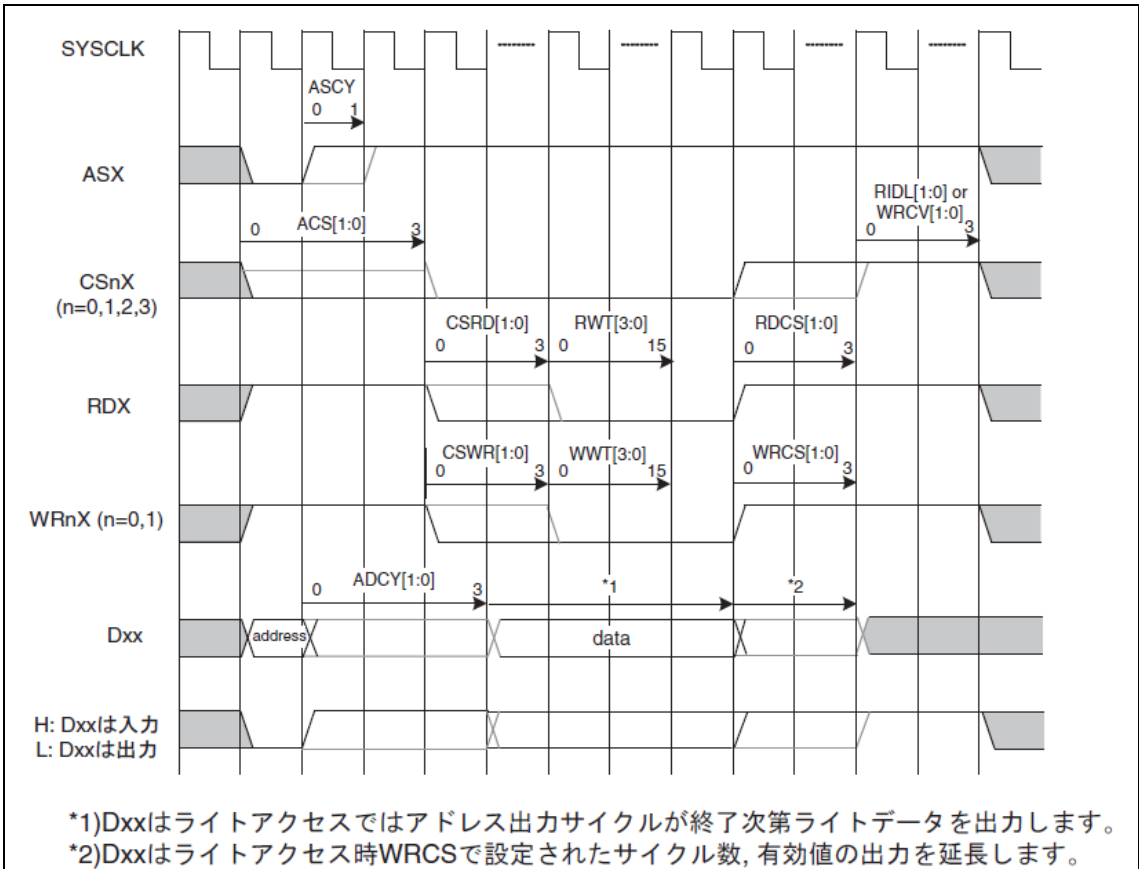 SYSCLK
ASCY
0 1
ASX
RIDL[1:0] or
WRCV[1:0]
0 3
0 ACS[1:0] 3
CSnX
(n=0,1,2,3)
CSRD[1:0] RWT[3:0] RDCS[1:0]
0 3 0 15 0 3
RDX
CSWR[1:0] WWT[3:0] WRCS[1:0]
0 3 0 15 0 3
WRnX (n=0,1)
0 ADCY[1:0] 3 *1 *2
Dxx address data
H: Dxxは入力
L: Dxxは出力
*1)Dxxはライトアクセスではアドレス出力サイクルが終了次第ライトデータを出力します。
*2)Dxxはライトアクセス時WRCSで設定されたサイクル数, 有効値の出力を延長します。